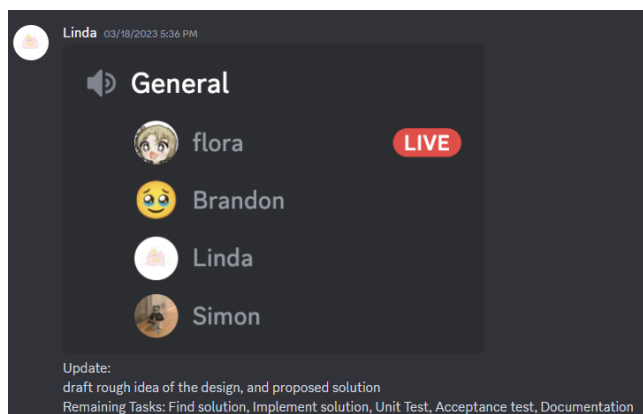 Linda 03/18/2023 5:36 PM
General
flora LIVE
Brandon
Linda
Simon
Update:
draft rough idea of the design, and proposed solution
Remaining Tasks: Find solution, Implement solution, Unit Test, Acceptance test, Documentation